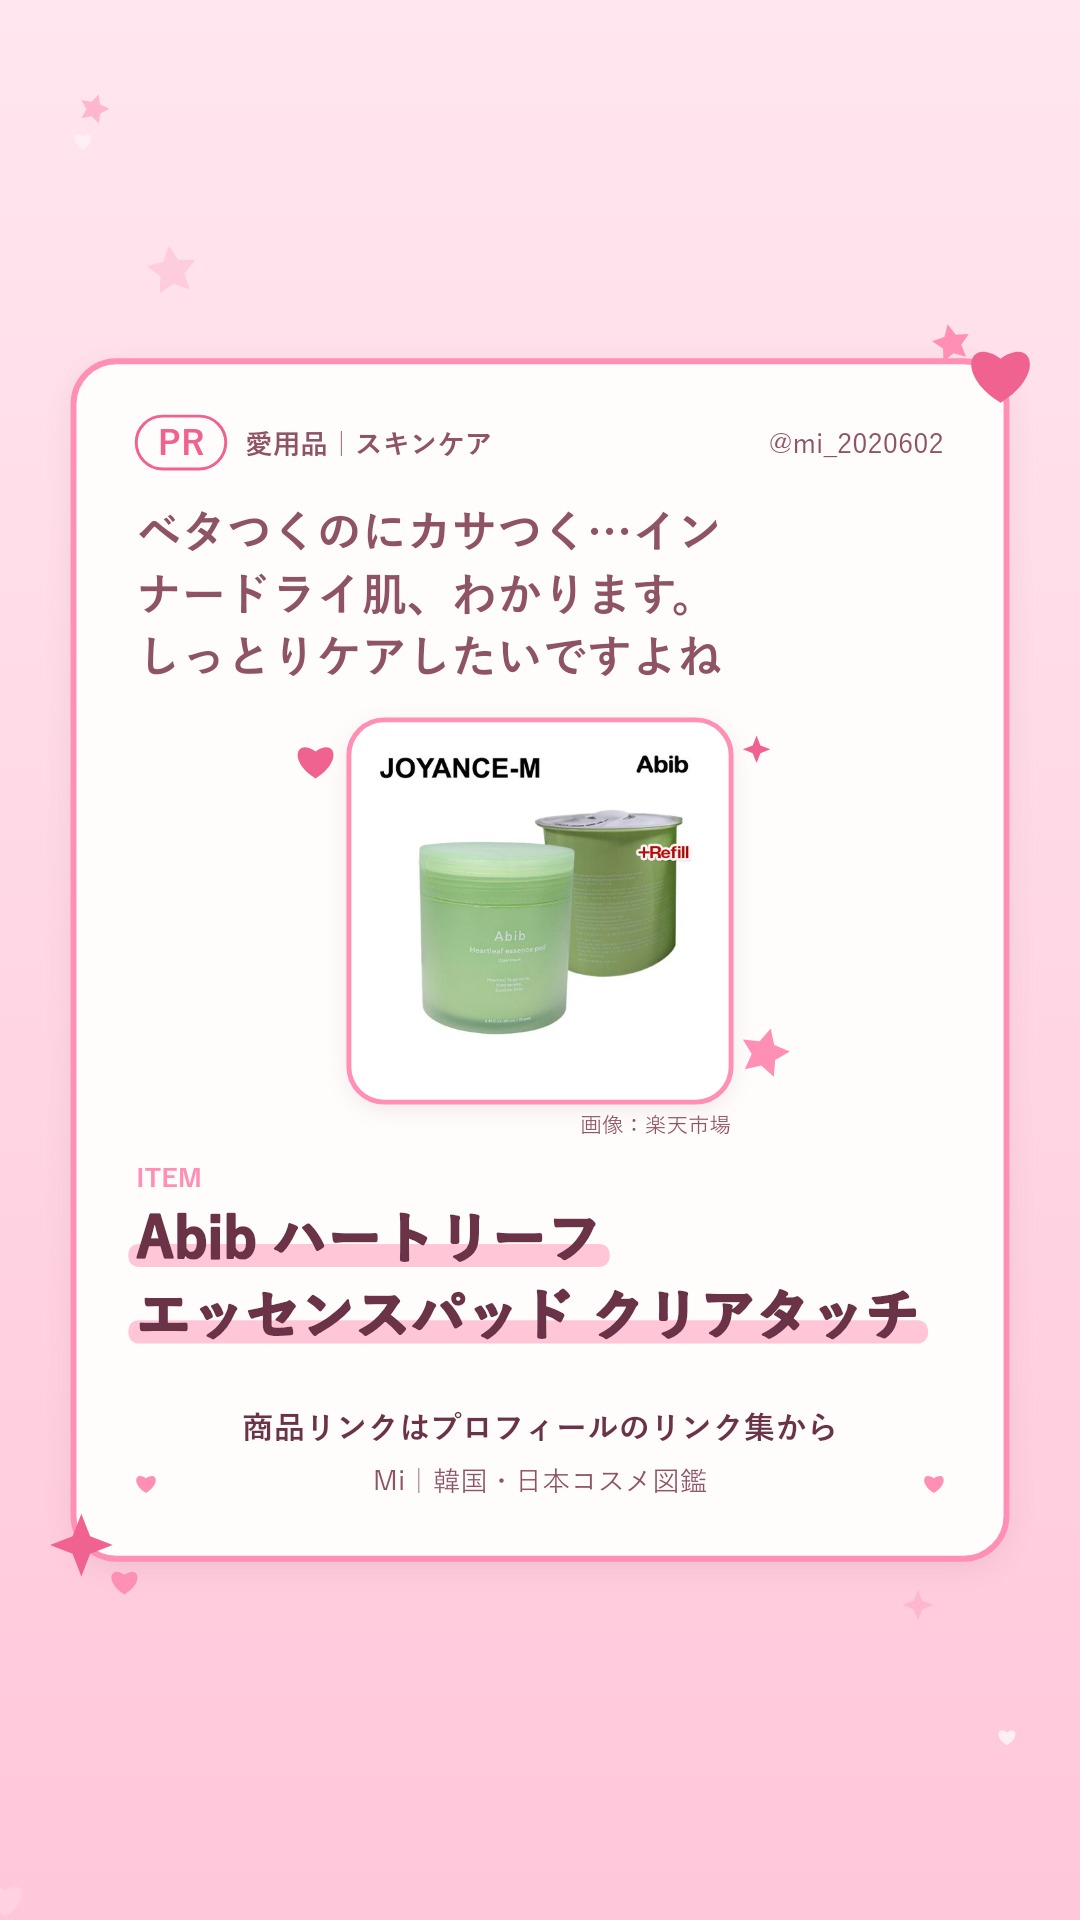 PR 愛用品｜スキンケア @mi_2020602
ベタつくのにカサつく…イン
ナードライ肌、わかります。
しっとりケアしたいですよね
JOYANCE-M Abib
+Refill
Abib
Heartleaf essence pad
画像：楽天市場
ITEM
Abib ハートリーフ
エッセンスパッド クリアタッチ
商品リンクはプロフィールのリンク集から
Mi｜韓国・日本コスメ図鑑